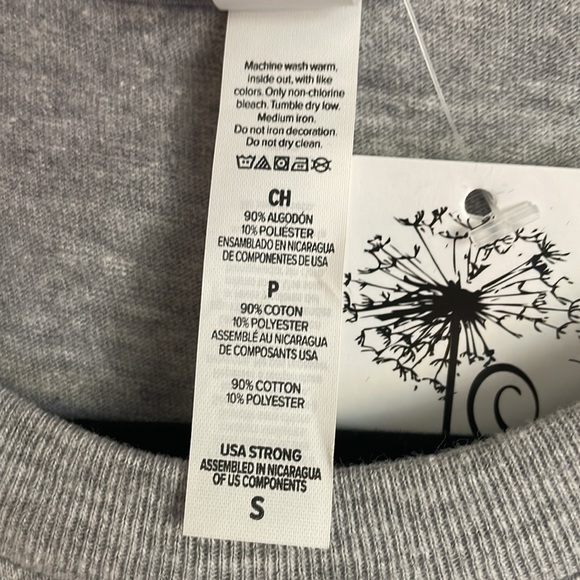 Machine wash warm,
inside out, with like
colors. Only non-chlorine
bleach. Tumble dry low.
Medium iron.
Do not iron decoration.
Do not dry clean.
CH
90% ALGODÓN
10% POLIÉSTER
ENSAMBLADO EN NICARAGUA
DE COMPONENTES DE USA
P
90% COTON
10% POLYESTER
ASSEMBLÉ AU NICARAGUA
DE COMPOSANTS USA
90% COTTON
10% POLYESTER
USA STRONG
ASSEMBLED IN NICARAGUA
OF US COMPONENTS
S